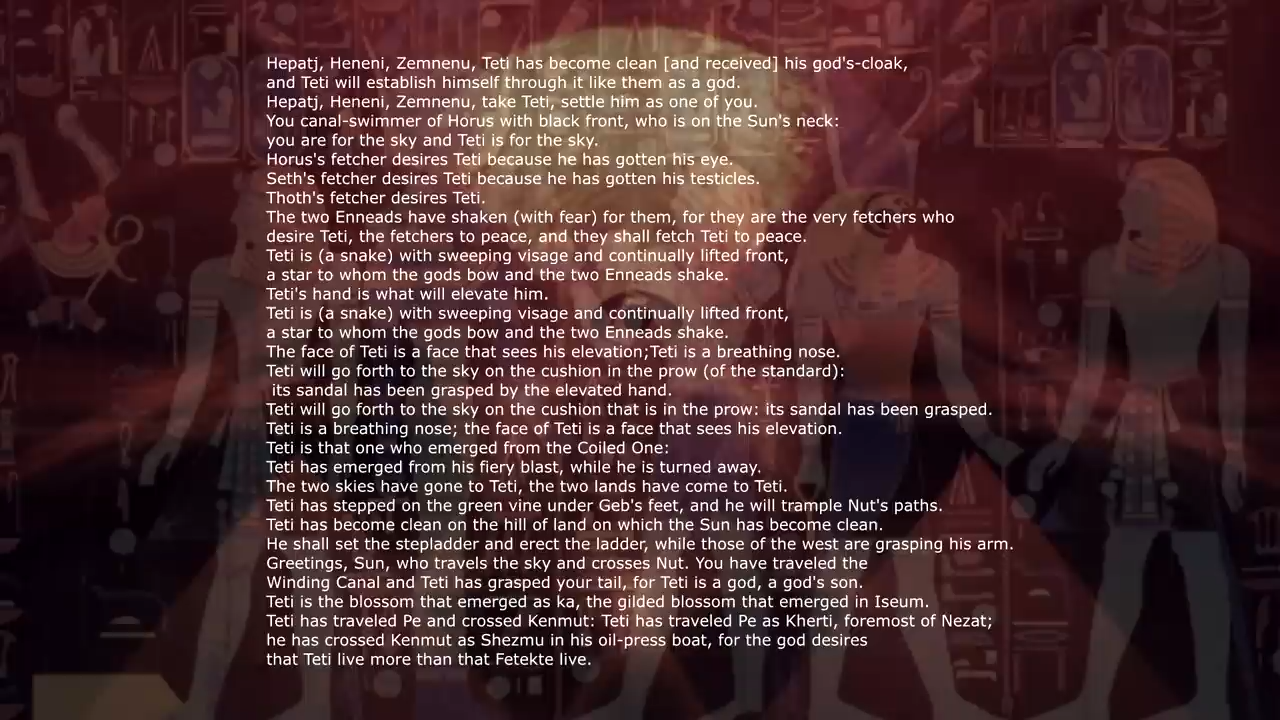 Hepatj, Heneni, Zemnenu, Teti has become clean [and received] his god's-cloak,
and Teti will establish himself through it like them as a god.
Hepatj, Heneni, Zemnenu, take Teti, settle him as one of you.
You canal-swimmer of Horus with black front, who is on the Sun's neck:
you are for the sky and Teti is for the sky.
Horus's fetcher desires Teti because he has gotten his eye.
Seth's fetcher desires Teti because he has gotten his testicles.
Thoth's fetcher desires Teti.
The two Enneads have shaken (with fear) for them, for they are the very fetchers who
desire Teti, the fetchers to peace, and they shall fetch Teti to peace.
Teti is (a snake) with sweeping visage and continually lifted front,
a star to whom the gods bow and the two Enneads shake.
Teti's hand is what will elevate him.
Teti is (a snake) with sweeping visage and continually lifted front,
a star to whom the gods bow and the two Enneads shake.
The face of Teti is a face that sees his elevation;Teti is a breathing nose.
Teti will go forth to the sky on the cushion in the prow (of the standard):
its sandal has been grasped by the elevated hand.
Teti will go forth to the sky on the cushion that is in the prow: its sandal has been grasped.
Teti is a breathing nose; the face of Teti is a face that sees his elevation.
Teti is that one who emerged from the Coiled One:
Teti has emerged from his fiery blast, while he is turned away.
The two skies have gone to Teti, the two lands have come to Teti.
Teti has stepped on the green vine under Geb's feet, and he will trample Nut's paths.
Teti has become clean on the hill of land on which the Sun has become clean.
He shall set the stepladder and erect the ladder, while those of the west are grasping his arm.
Greetings, Sun, who travels the sky and crosses Nut. You have traveled the
Winding Canal and Teti has grasped your tail, for Teti is a god, a god's son.
Teti is the blossom that emerged as ka, the gilded blossom that emerged in Iseum.
Teti has traveled Pe and crossed Kenmut: Teti has traveled Pe as Kherti, foremost of Nezat;
he has crossed Kenmut as Shezmu in his oil-press boat, for the god desires
that Teti live more than that Fetekte live.